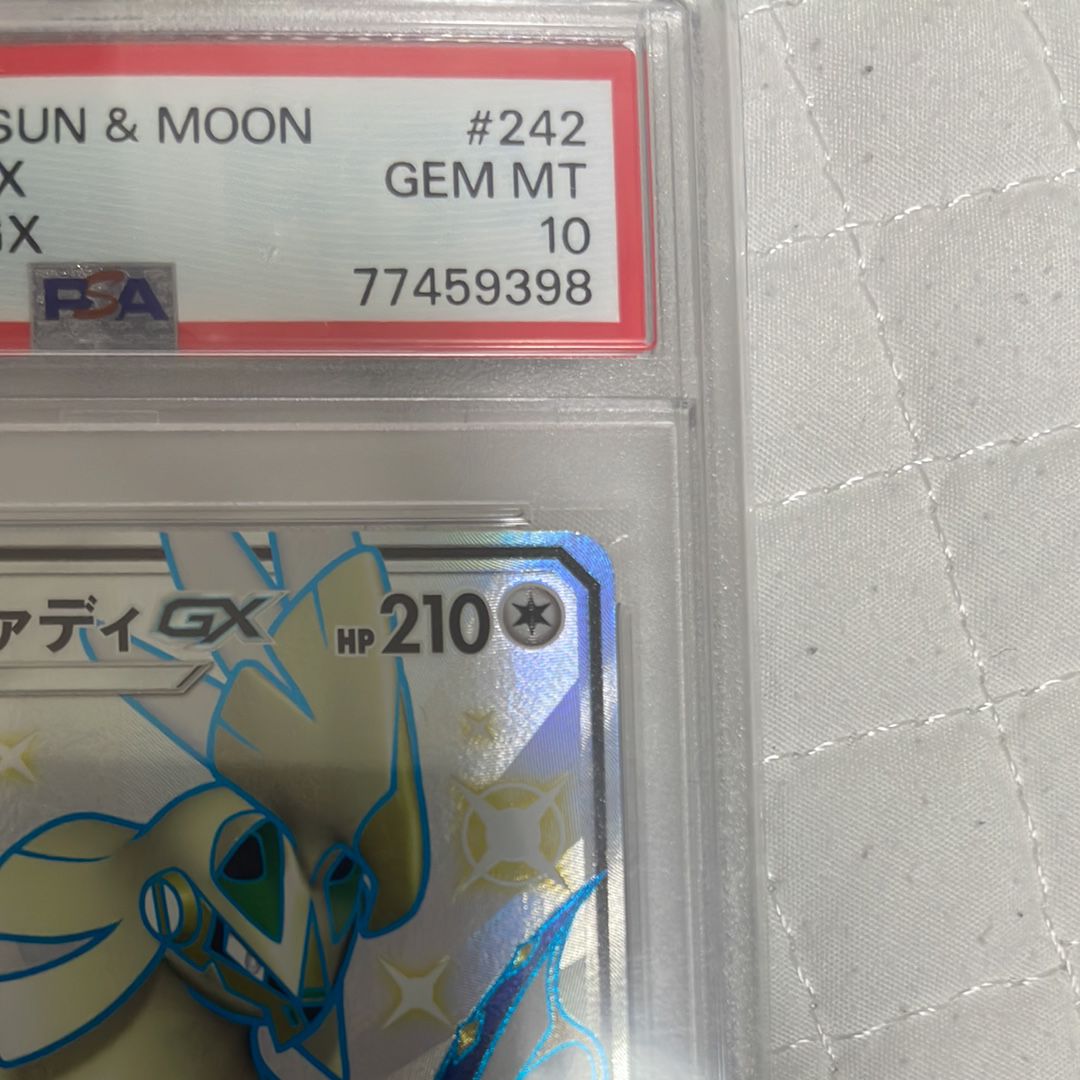 SUN & MOON #242
X GEM MT
GX 10
PSA 77459398
ァディGX HP210